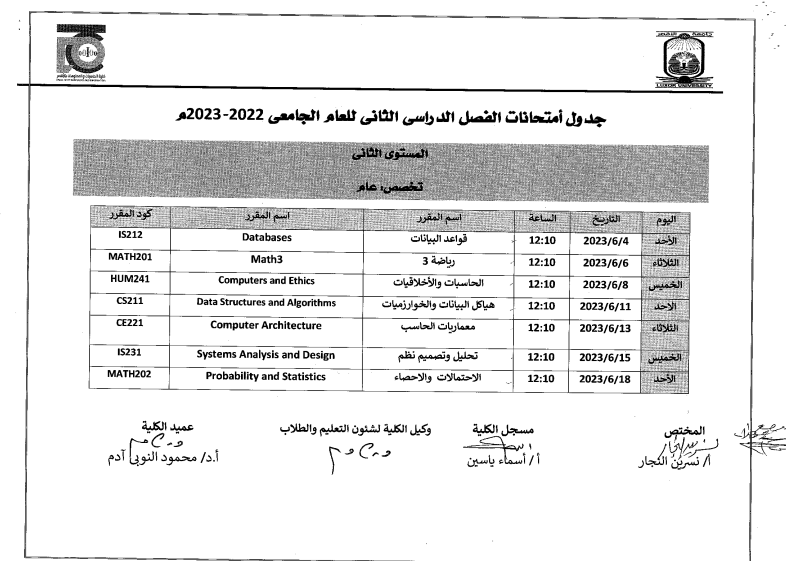 جامعة الأقصر
LUXOR UNIVERSITY
جدول أمتحانات الفصل الدراسى الثانى للعام الجامعى 2022-2023م
المستوى الثانى
تخصص: عام
اليوم التاريخ الساعة اسم المقرر اسم المقرر كود المقرر
الأحد 2023/6/4 12:10 قواعد البيانات Databases IS212
الثلاثاء 2023/6/6 12:10 رياضة 3 Math3 MATH201
الخميس 2023/6/8 12:10 الحاسبات والأخلاقيات Computers and Ethics HUM241
الأحد 2023/6/11 12:10 هياكل البيانات والخوارزميات Data Structures and Algorithms CS211
الثلاثاء 2023/6/13 12:10 معماريات الحاسب Computer Architecture CE221
الخميس 2023/6/15 12:10 تحليل وتصميم نظم Systems Analysis and Design IS231
الأحد 2023/6/18 12:10 الاحتمالات والاحصاء Probability and Statistics MATH202
المختص مسجل الكلية وكيل الكلية لشئون التعليم والطلاب عميد الكلية
أ/ نسرين النجار أ/ أسماء ياسين أ.د/ محمود النوبي آدم